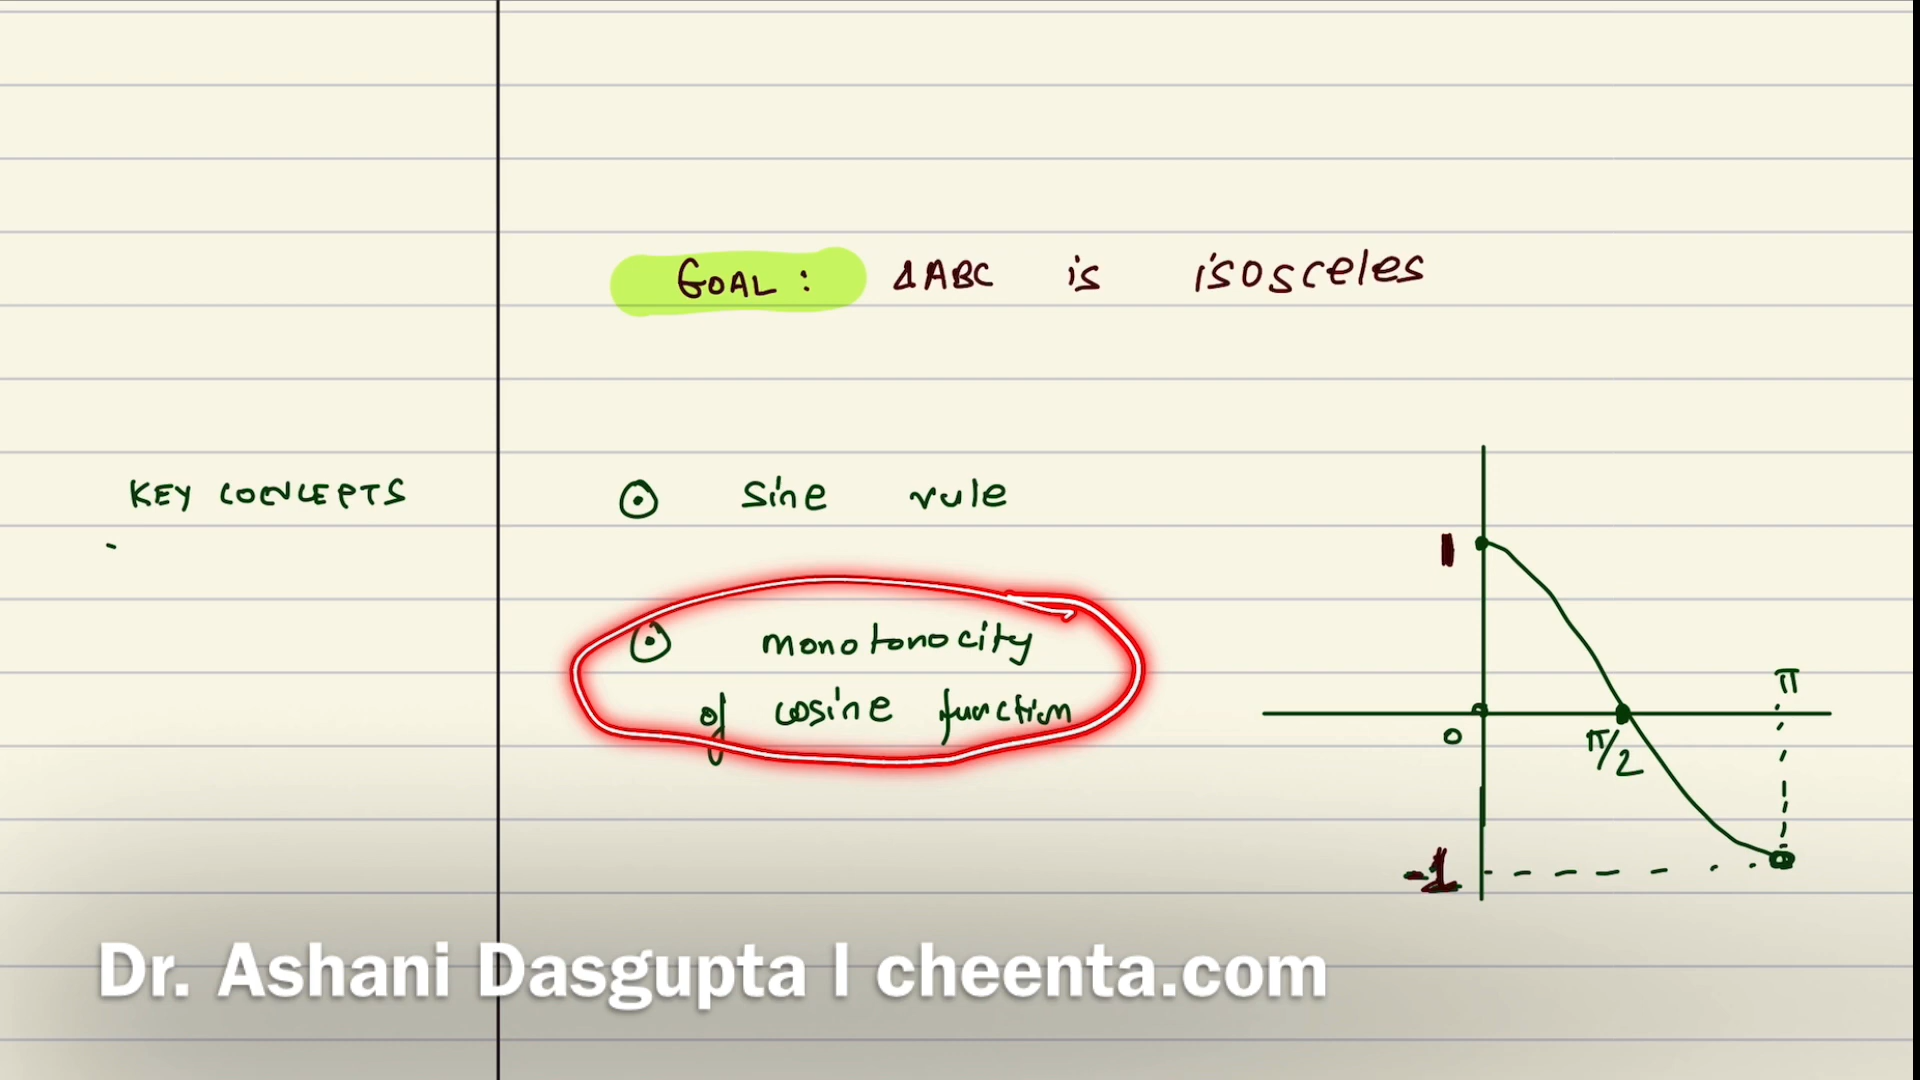 GOAL: ΔABC is isosceles
KEY CONCEPTS
⊙ sine rule
⊙ monotonocity
of cosine function
1
π
0
π/2
-1
Dr. Ashani Dasgupta I cheenta.com